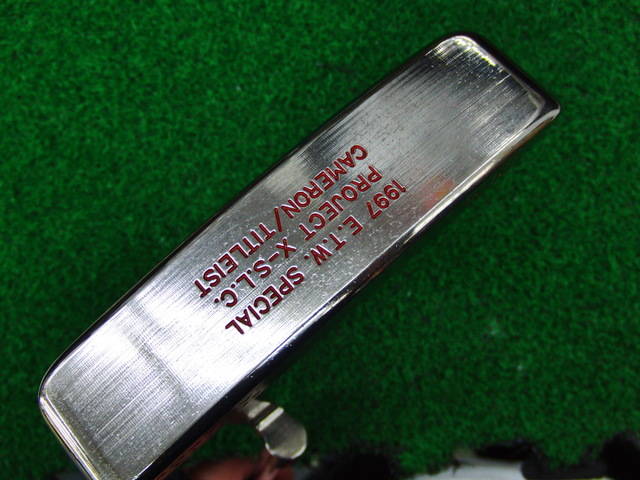 1997 E.T.W. SPECIAL
PROJECT X-S.L.C.
CAMERON/TITLEIST